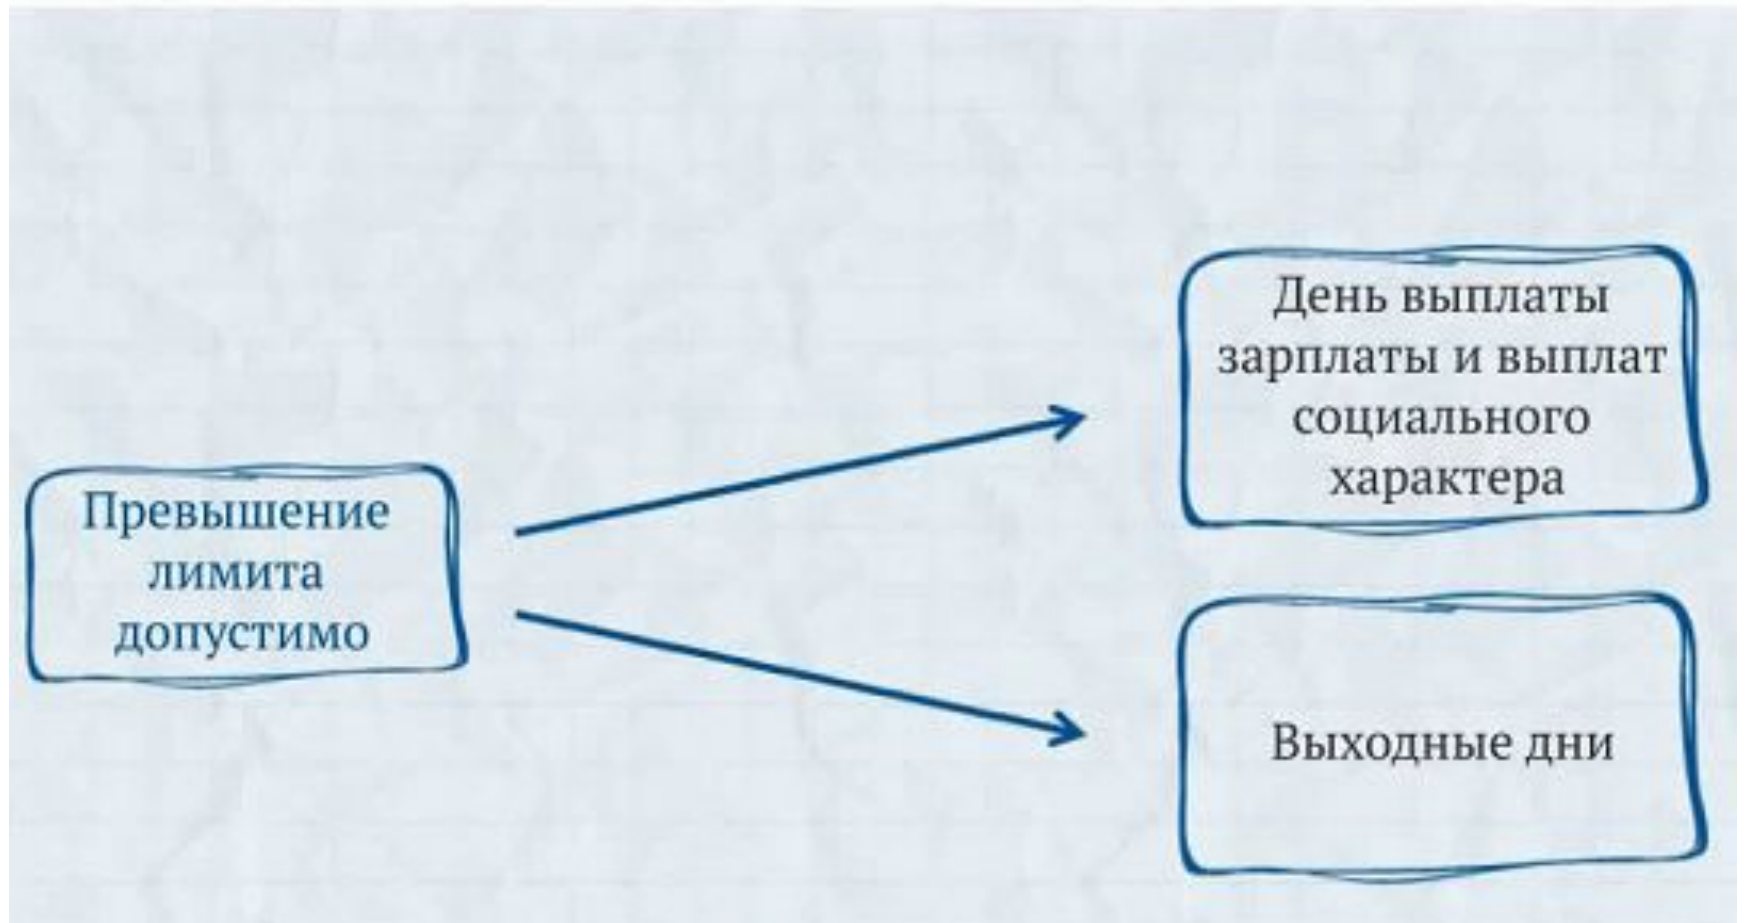 Превышение
лимита
допустимо
День выплаты
зарплаты и выплат
социального
характера
Выходные дни